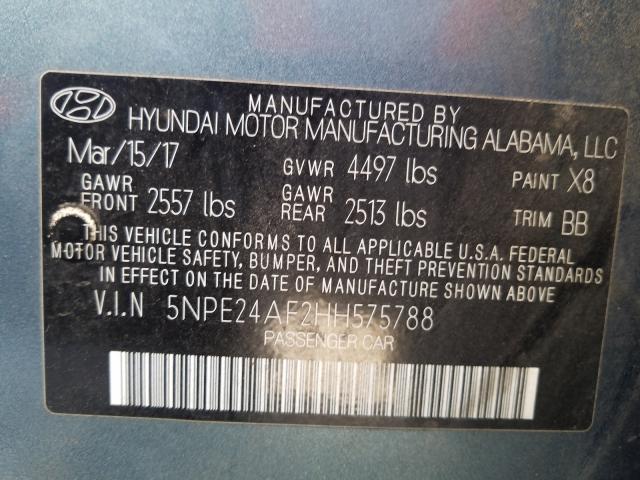 MANUFACTURED BY
HYUNDAI MOTOR MANUFACTURING ALABAMA, LLC
Mar/15/17 GVWR 4497 lbs PAINT X8
GAWR FRONT 2557 lbs GAWR REAR 2513 lbs TRIM BB
THIS VEHICLE CONFORMS TO ALL APPLICABLE U.S.A. FEDERAL
MOTOR VEHICLE SAFETY, BUMPER, AND THEFT PREVENTION STANDARDS
IN EFFECT ON THE DATE OF MANUFACTURE SHOWN ABOVE.
V.I.N 5NPE24AF2HH575788
PASSENGER CAR